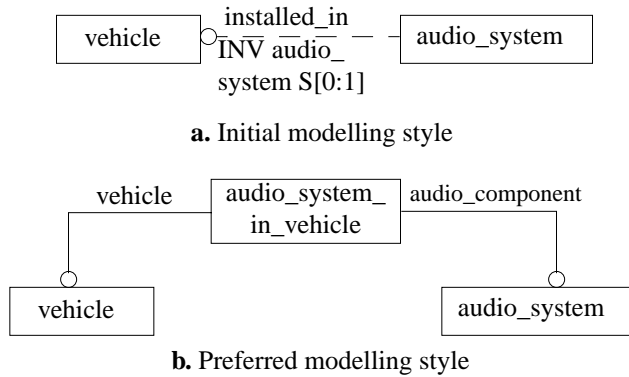 installed_in
vehicle
audio_system
INV audio_
system S[0:1]
a. Initial modelling style
vehicle
audio_system_
in_vehicle
audio_component
vehicle
audio_system
b. Preferred modelling style